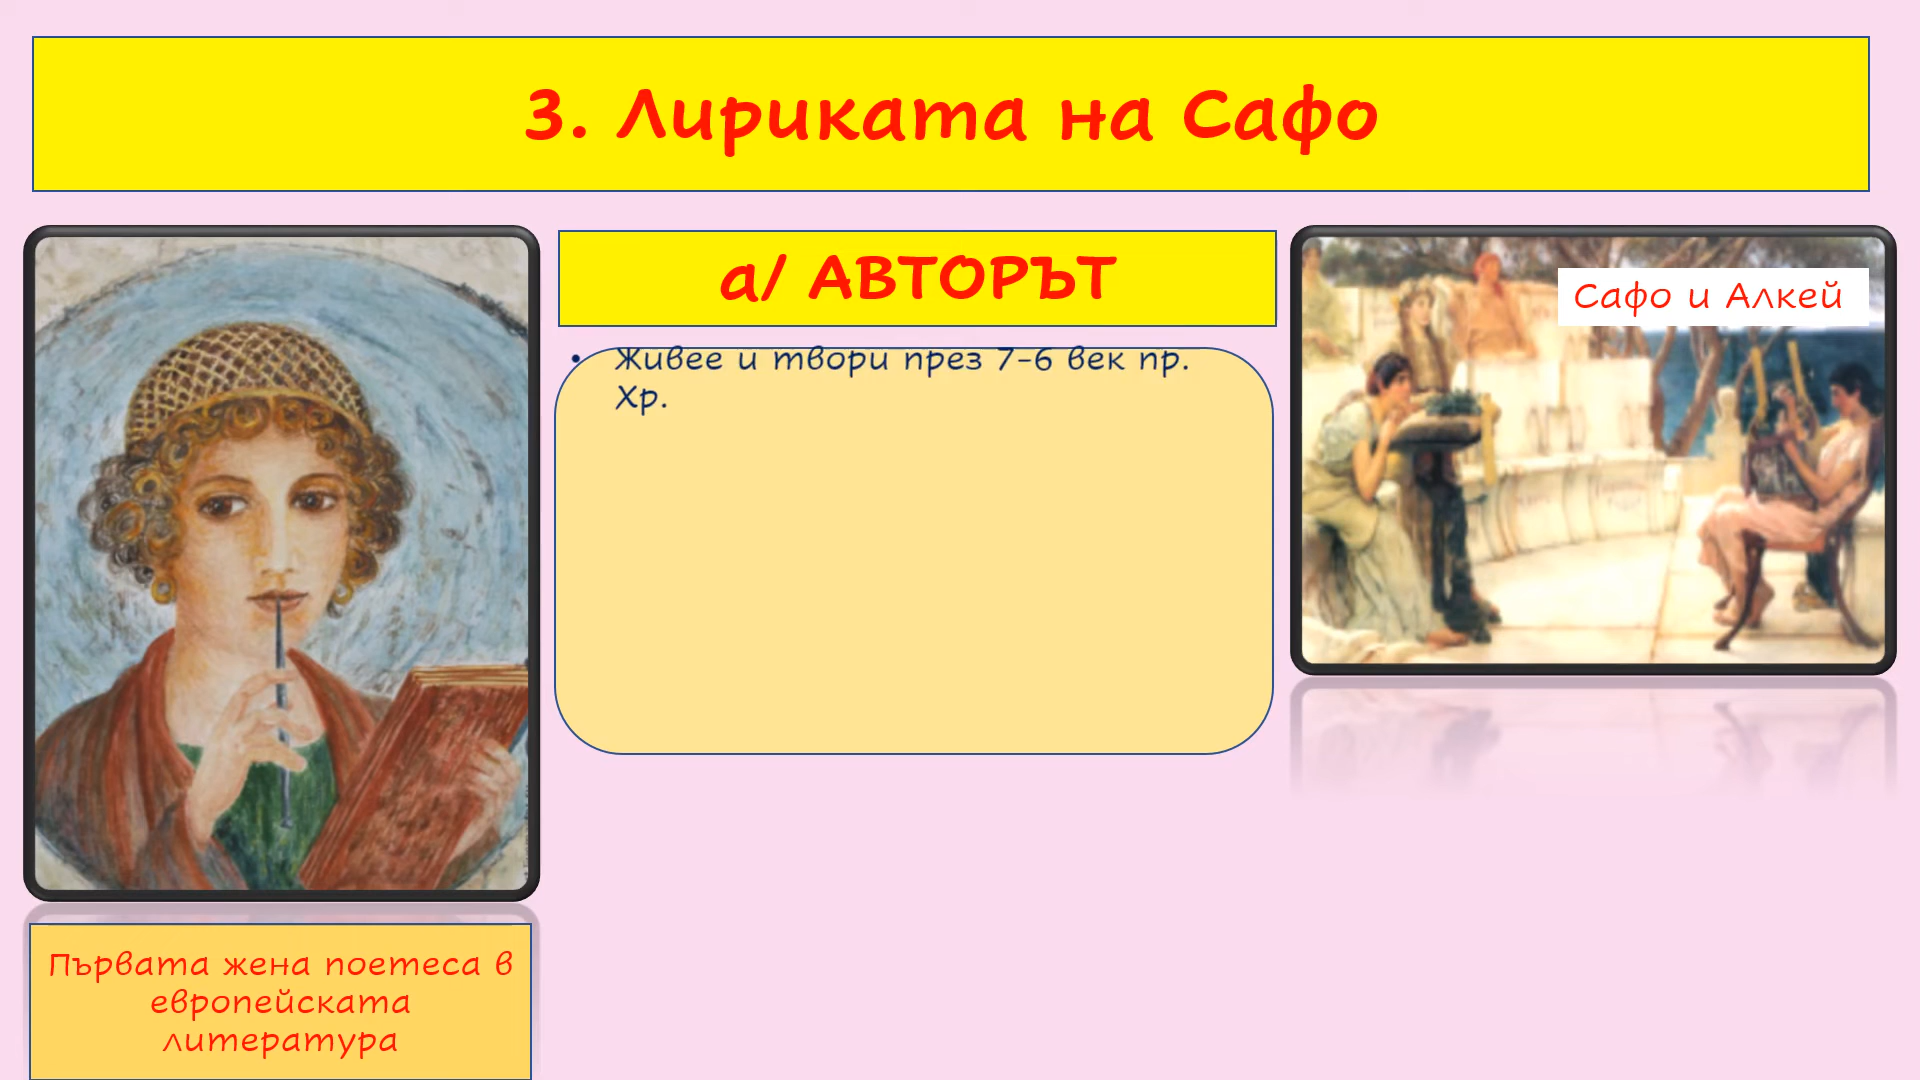 3. Лириката на Сафо
а/ АВТОРЪТ
Сафо и Алкей
• Живее и твори през 7-6 век пр.
Хр.
Първата жена поетеса в
европейската
литература